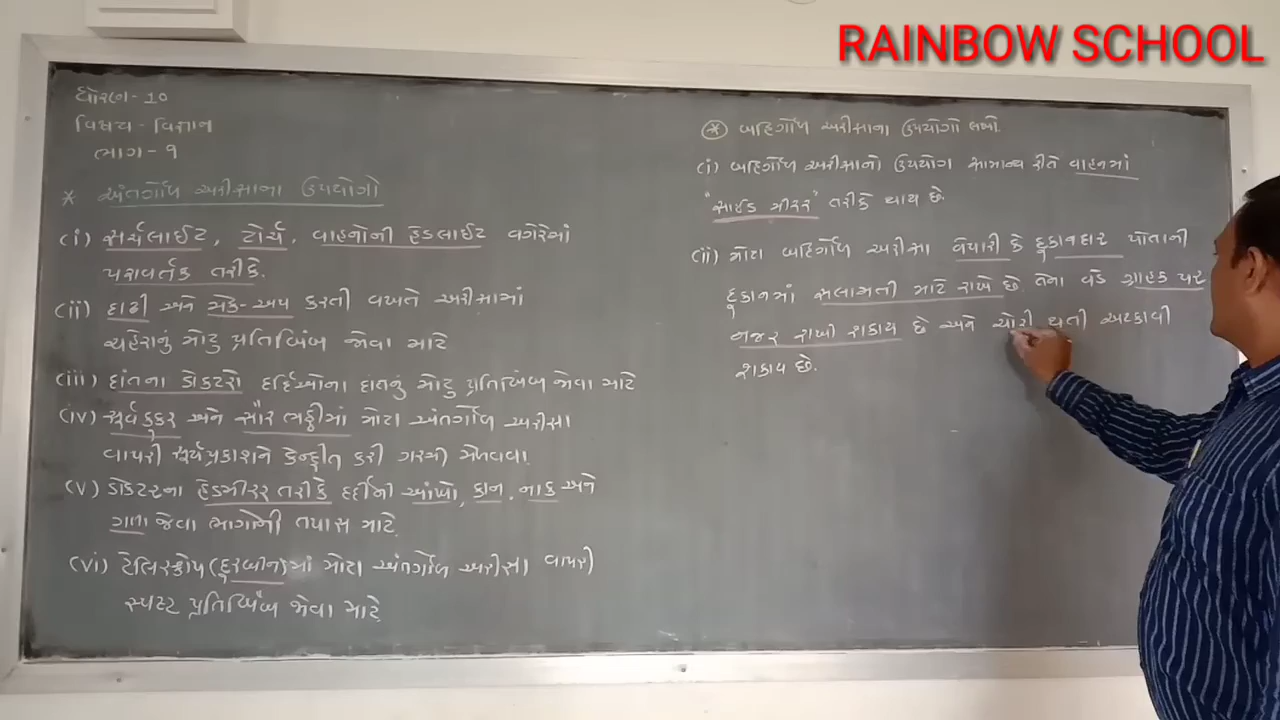 RAINBOW SCHOOL
ધોરણ - 10
વિષય - વિજ્ઞાન
ભાગ - ૧
* અંતર્ગોળ અરીસાના ઉપયોગો
(i) સર્ચલાઈટ, ટોર્ચ, વાહનોની હેડલાઈટ વગેરેમાં
પરાવર્તક તરીકે.
(ii) દાઢી અને મેક-અપ કરતી વખતે અરીસામાં
ચહેરાનું મોટુ પ્રતિબિંબ જોવા માટે
(iii) દાંતના ડોકટરો દર્દિઓના દાંતનું મોટુ પ્રતિબિંબ જોવા માટે
(iv) સૂર્યકૂકર અને સૌર ભઠ્ઠીમાં મોટા અંતર્ગોળ અરીસા
વાપરી સૂર્યપ્રકાશને કેન્દ્રીત કરી ગરમી મેળવવા.
(v) ડોકટરના હેડમીરર તરીકે દર્દીની આંખો, કાન, નાક અને
ગળા જેવા ભાગોની તપાસ માટે.
(vi) ટેલિસ્કોપ (દૂરબીન)માં મોટા અંતર્ગોળ અરીસા વાપરી
સ્પષ્ટ પ્રતિબિંબ જોવા માટે.
* બહિર્ગોળ અરીસાના ઉપયોગો લખો.
(i) બહિર્ગોળ અરીસાનો ઉપયોગ સામાન્ય રીતે વાહનમાં
"સાઈડ મીરર" તરીકે થાય છે.
(ii) મોટા બહિર્ગોળ અરીસા વેપારી કે દૂકાનદાર પોતાની
દૂકાનમાં સલામતી માટે રાખે છે. તેના વડે ગ્રાહક પર
નજર રાખી શકાય છે અને ચોરી થતી અટકાવી
શકાય છે.